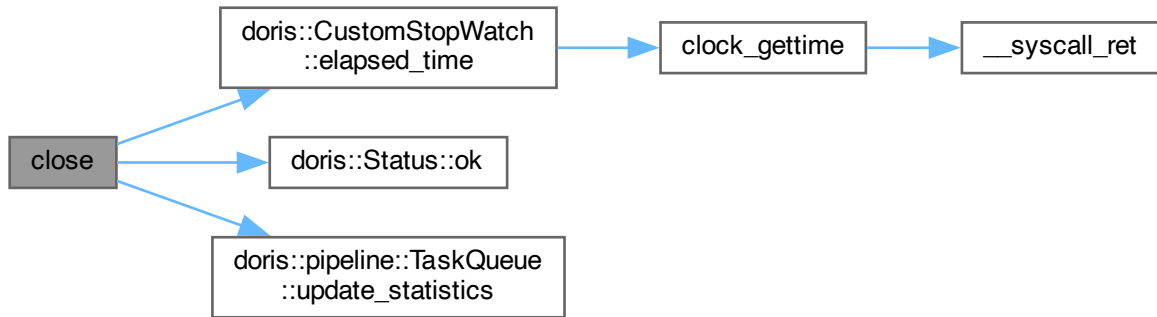 doris::CustomStopWatch
::elapsed_time
clock_gettime
__syscall_ret
close
doris::Status::ok
doris::pipeline::TaskQueue
::update_statistics